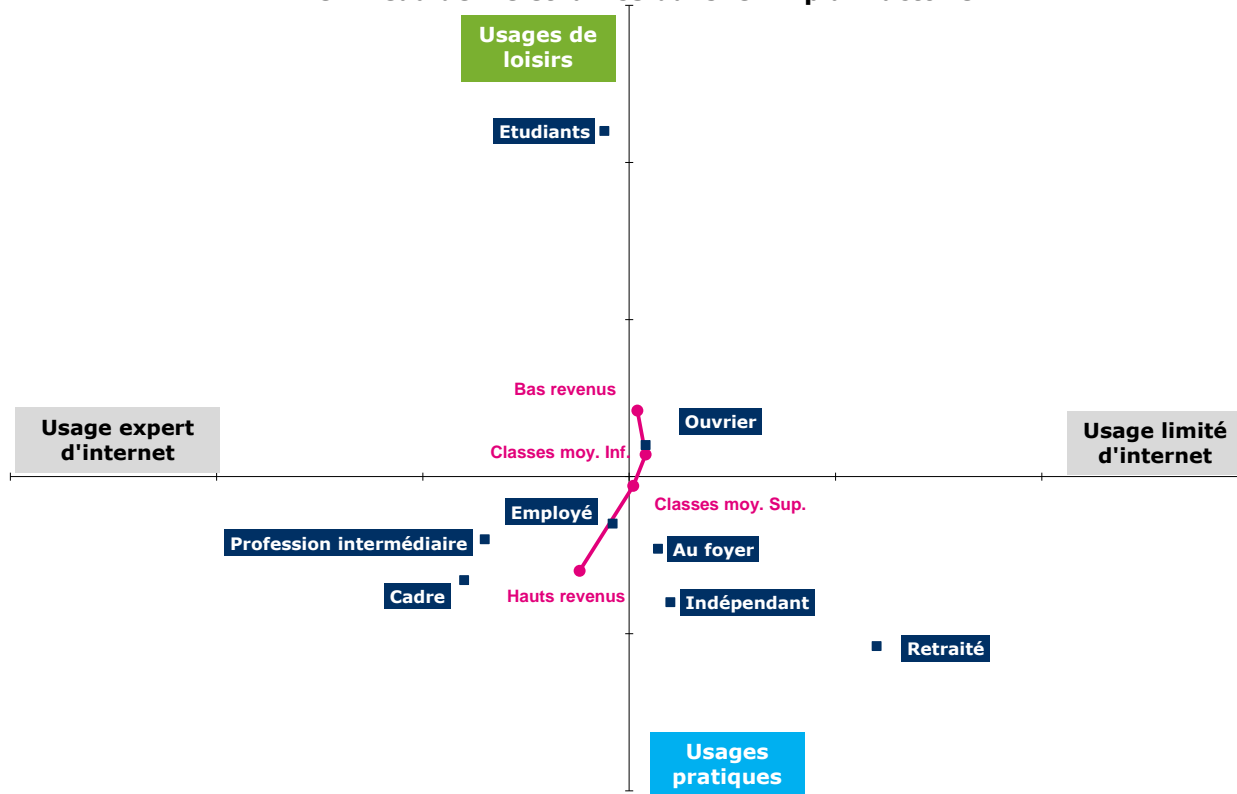 Usages de
loisirs
Etudiants
Bas revenus
Ouvrier
Usage expert
d'internet
Usage limité
d'internet
Classes moy. Inf.
Classes moy. Sup.
Employé
Profession intermédiaire
Au foyer
Cadre
Hauts revenus
Indépendant
Retraité
Usages
pratiques